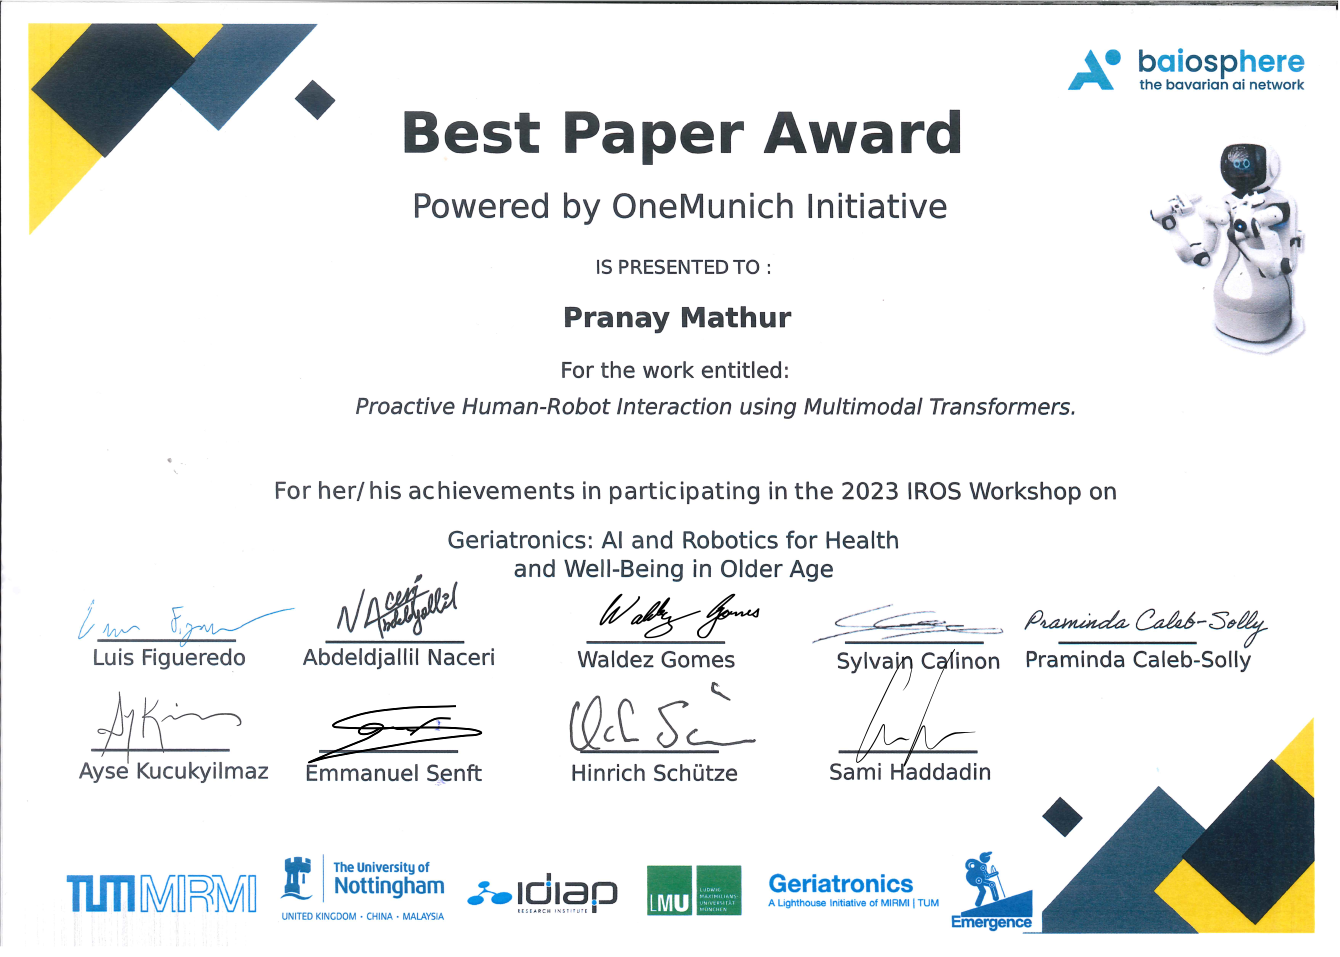 baiosphere
the bavarian ai network
Best Paper Award
Powered by OneMunich Initiative
IS PRESENTED TO :
Pranay Mathur
For the work entitled:
Proactive Human-Robot Interaction using Multimodal Transformers.
For her/his achievements in participating in the 2023 IROS Workshop on
Geriatronics: AI and Robotics for Health
and Well-Being in Older Age
Naceri Abdeldjallil
Waldez Gomes
Praminda Caleb-Solly
Luis Figueredo
Abdeldjallil Naceri
Waldez Gomes
Sylvain Calinon
Praminda Caleb-Solly
Ayse Kucukyilmaz
Emmanuel Senft
Hinrich Schütze
Sami Haddadin
TUM MIRMI
The University of
Nottingham
UNITED KINGDOM · CHINA · MALAYSIA
idiap
RESEARCH INSTITUTE
LMU
LUDWIG-
MAXIMILIANS-
UNIVERSITÄT
MÜNCHEN
Geriatronics
A Lighthouse Initiative of MIRMI | TUM
Emergence